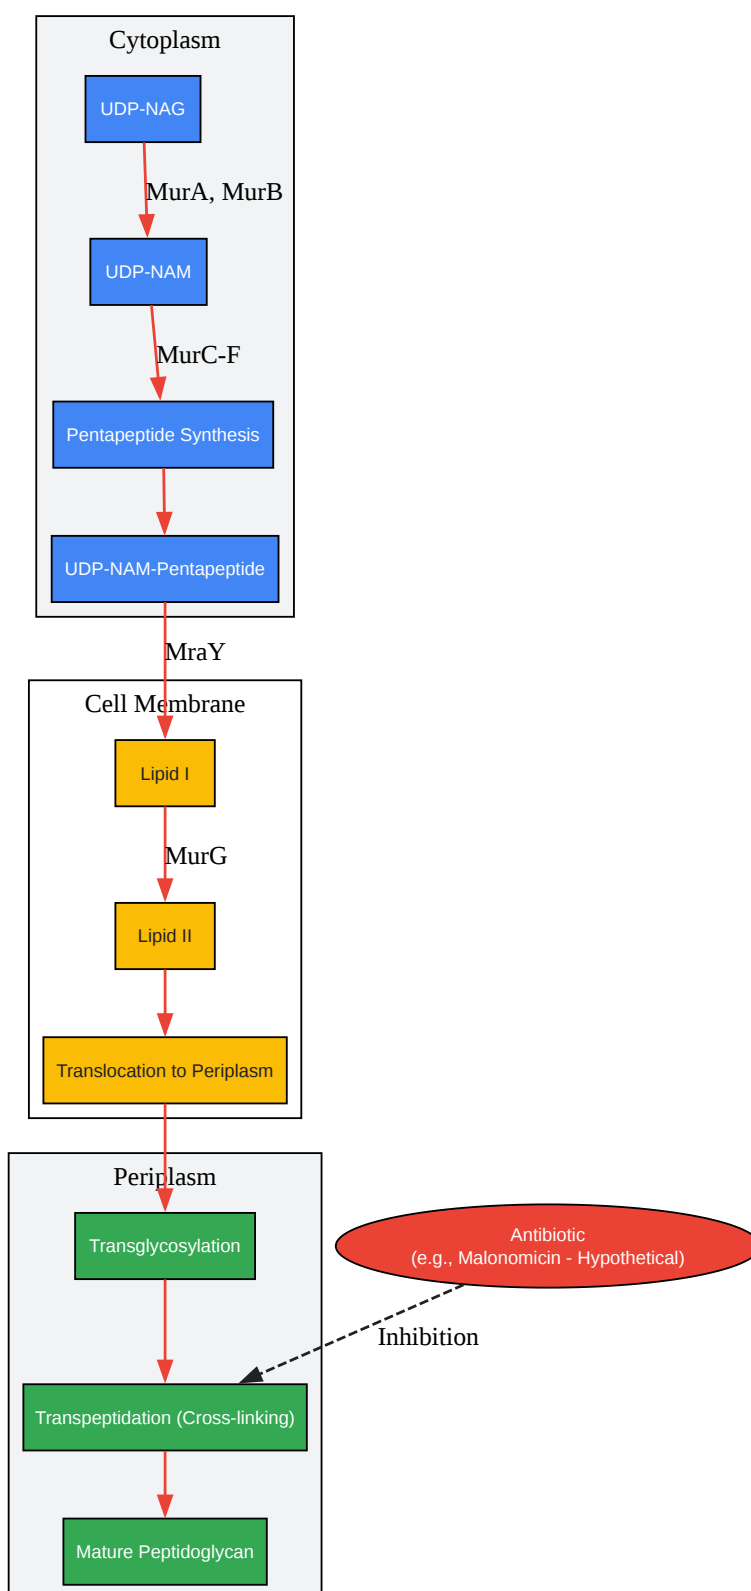 Cytoplasm
UDP-NAG
MurA, MurB
UDP-NAM
MurC-F
Pentapeptide Synthesis
UDP-NAM-Pentapeptide
MraY
Cell Membrane
Lipid I
MurG
Lipid II
Translocation to Periplasm
Periplasm
Transglycosylation
Antibiotic
(e.g., Malonomicin - Hypothetical)
Inhibition
Transpeptidation (Cross-linking)
Mature Peptidoglycan